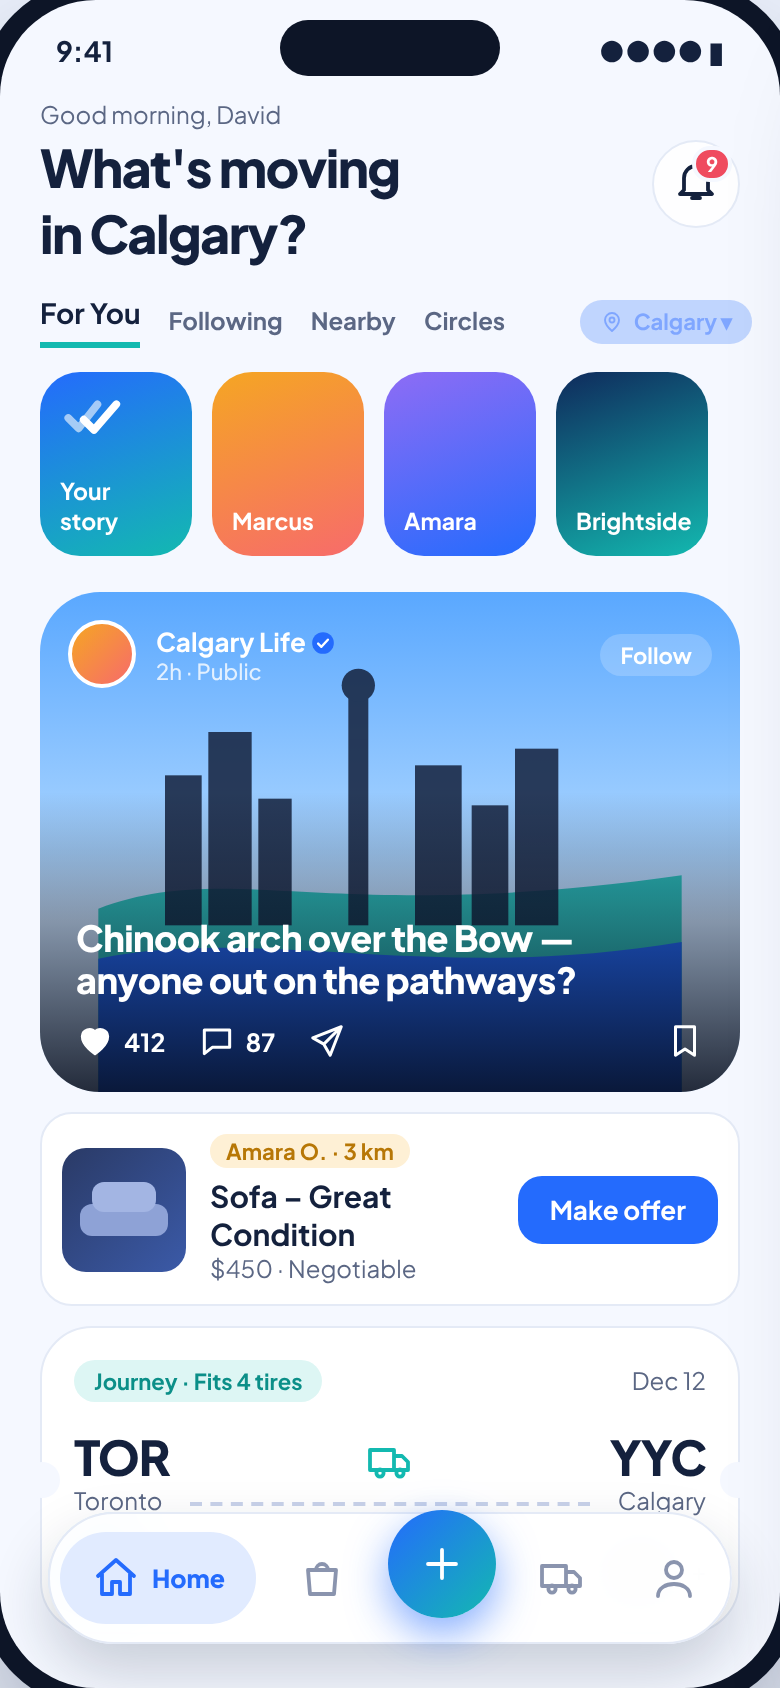 9:41
Good morning, David
What's moving
in Calgary?
9
For You Following Nearby Circles Calgary ▾
Your
story
Marcus
Amara
Brightside
Calgary Life
2h · Public
Follow
Chinook arch over the Bow —
anyone out on the pathways?
412 87
Amara O. · 3 km
Sofa – Great
Condition
$450 · Negotiable
Make offer
Journey · Fits 4 tires
Dec 12
TOR YYC
Toronto Calgary
Home